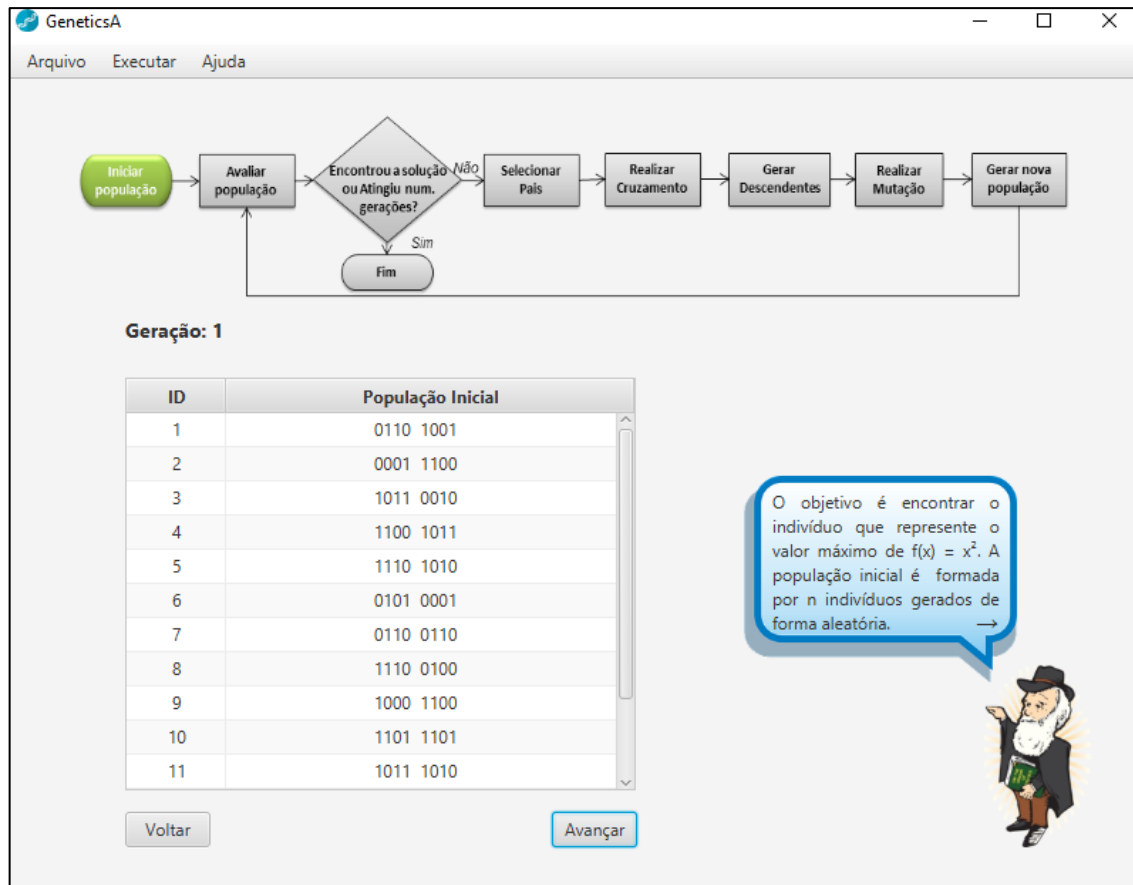 GeneticsA
Arquivo Executar Ajuda
Iniciar
população
Avaliar
população
Encontrou a solução
ou Atingiu num.
gerações?
Não
Sim
Fim
Selecionar
Pais
Realizar
Cruzamento
Gerar
Descendentes
Realizar
Mutação
Gerar nova
população
Geração: 1
ID População Inicial
1 0110 1001
2 0001 1100
3 1011 0010
4 1100 1011
5 1110 1010
6 0101 0001
7 0110 0110
8 1110 0100
9 1000 1100
10 1101 1101
11 1011 1010
O objetivo é encontrar o
indivíduo que represente o
valor máximo de f(x) = x². A
população inicial é formada
por n indivíduos gerados de
forma aleatória. →
Voltar
Avançar